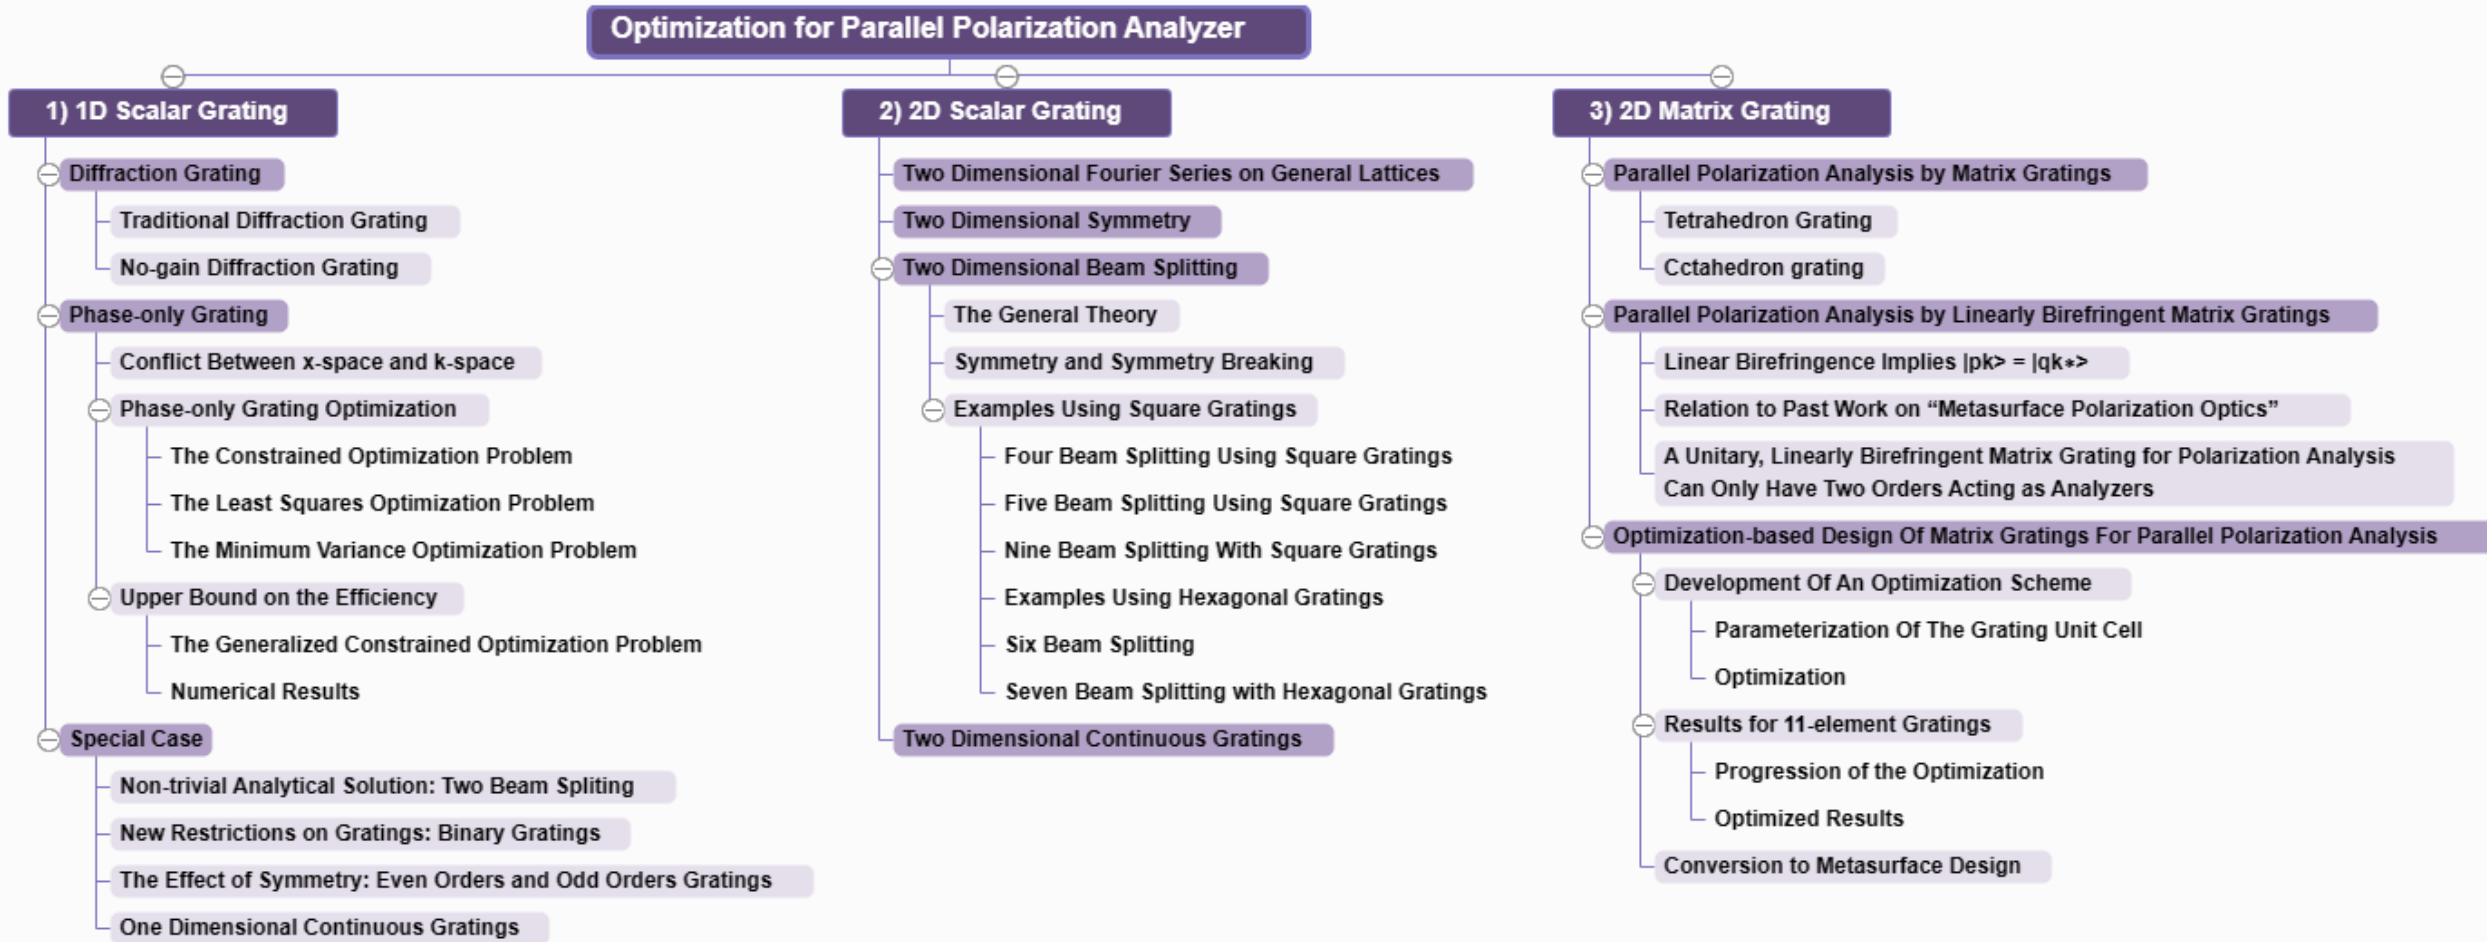 Optimization for Parallel Polarization Analyzer
1) 1D Scalar Grating
Diffraction Grating
Traditional Diffraction Grating
No-gain Diffraction Grating
Phase-only Grating
Conflict Between x-space and k-space
Phase-only Grating Optimization
The Constrained Optimization Problem
The Least Squares Optimization Problem
The Minimum Variance Optimization Problem
Upper Bound on the Efficiency
The Generalized Constrained Optimization Problem
Numerical Results
Special Case
Non-trivial Analytical Solution: Two Beam Spliting
New Restrictions on Gratings: Binary Gratings
The Effect of Symmetry: Even Orders and Odd Orders Gratings
One Dimensional Continuous Gratings
2) 2D Scalar Grating
Two Dimensional Fourier Series on General Lattices
Two Dimensional Symmetry
Two Dimensional Beam Splitting
The General Theory
Symmetry and Symmetry Breaking
Examples Using Square Gratings
Four Beam Splitting Using Square Gratings
Five Beam Splitting Using Square Gratings
Nine Beam Splitting With Square Gratings
Examples Using Hexagonal Gratings
Six Beam Splitting
Seven Beam Splitting with Hexagonal Gratings
Two Dimensional Continuous Gratings
3) 2D Matrix Grating
Parallel Polarization Analysis by Matrix Gratings
Tetrahedron Grating
Cctahedron grating
Parallel Polarization Analysis by Linearly Birefringent Matrix Gratings
Linear Birefringence Implies |pk> = |qk∗>
Relation to Past Work on “Metasurface Polarization Optics”
A Unitary, Linearly Birefringent Matrix Grating for Polarization Analysis
Can Only Have Two Orders Acting as Analyzers
Optimization-based Design Of Matrix Gratings For Parallel Polarization Analysis
Development Of An Optimization Scheme
Parameterization Of The Grating Unit Cell
Optimization
Results for 11-element Gratings
Progression of the Optimization
Optimized Results
Conversion to Metasurface Design